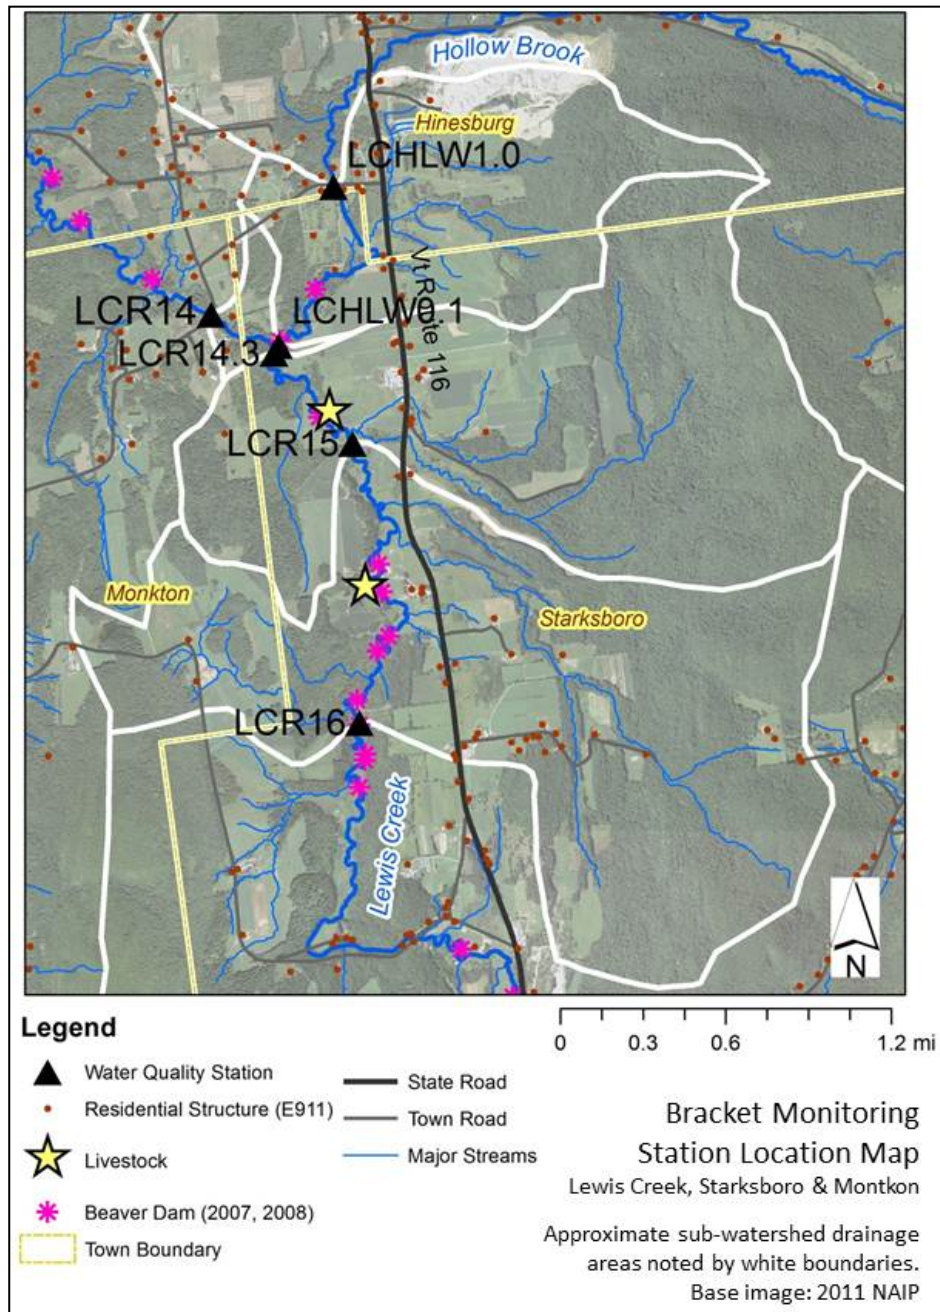 Hollow Brook
Hinesburg
LCHLW1.0
Vt Route 116
LCR14
LCHLW0.1
LCR14.3
LCR15
Monkton
Starksboro
LCR16
Lewis Creek
N
Legend
Water Quality Station
Residential Structure (E911)
Livestock
Beaver Dam (2007, 2008)
Town Boundary
State Road
Town Road
Major Streams
0 0.3 0.6 1.2 mi
Bracket Monitoring
Station Location Map
Lewis Creek, Starksboro & Montkon
Approximate sub-watershed drainage
areas noted by white boundaries.
Base image: 2011 NAIP